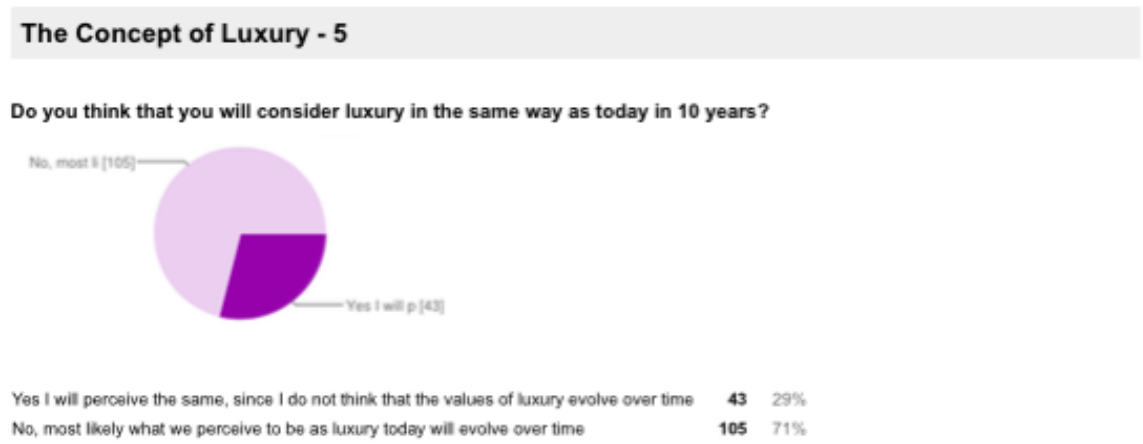 The Concept of Luxury - 5
Do you think that you will consider luxury in the same way as today in 10 years?
No, most li [105]
Yes I will p [43]
Yes I will perceive the same, since I do not think that the values of luxury evolve over time 43 29%
No, most likely what we perceive to be as luxury today will evolve over time 105 71%